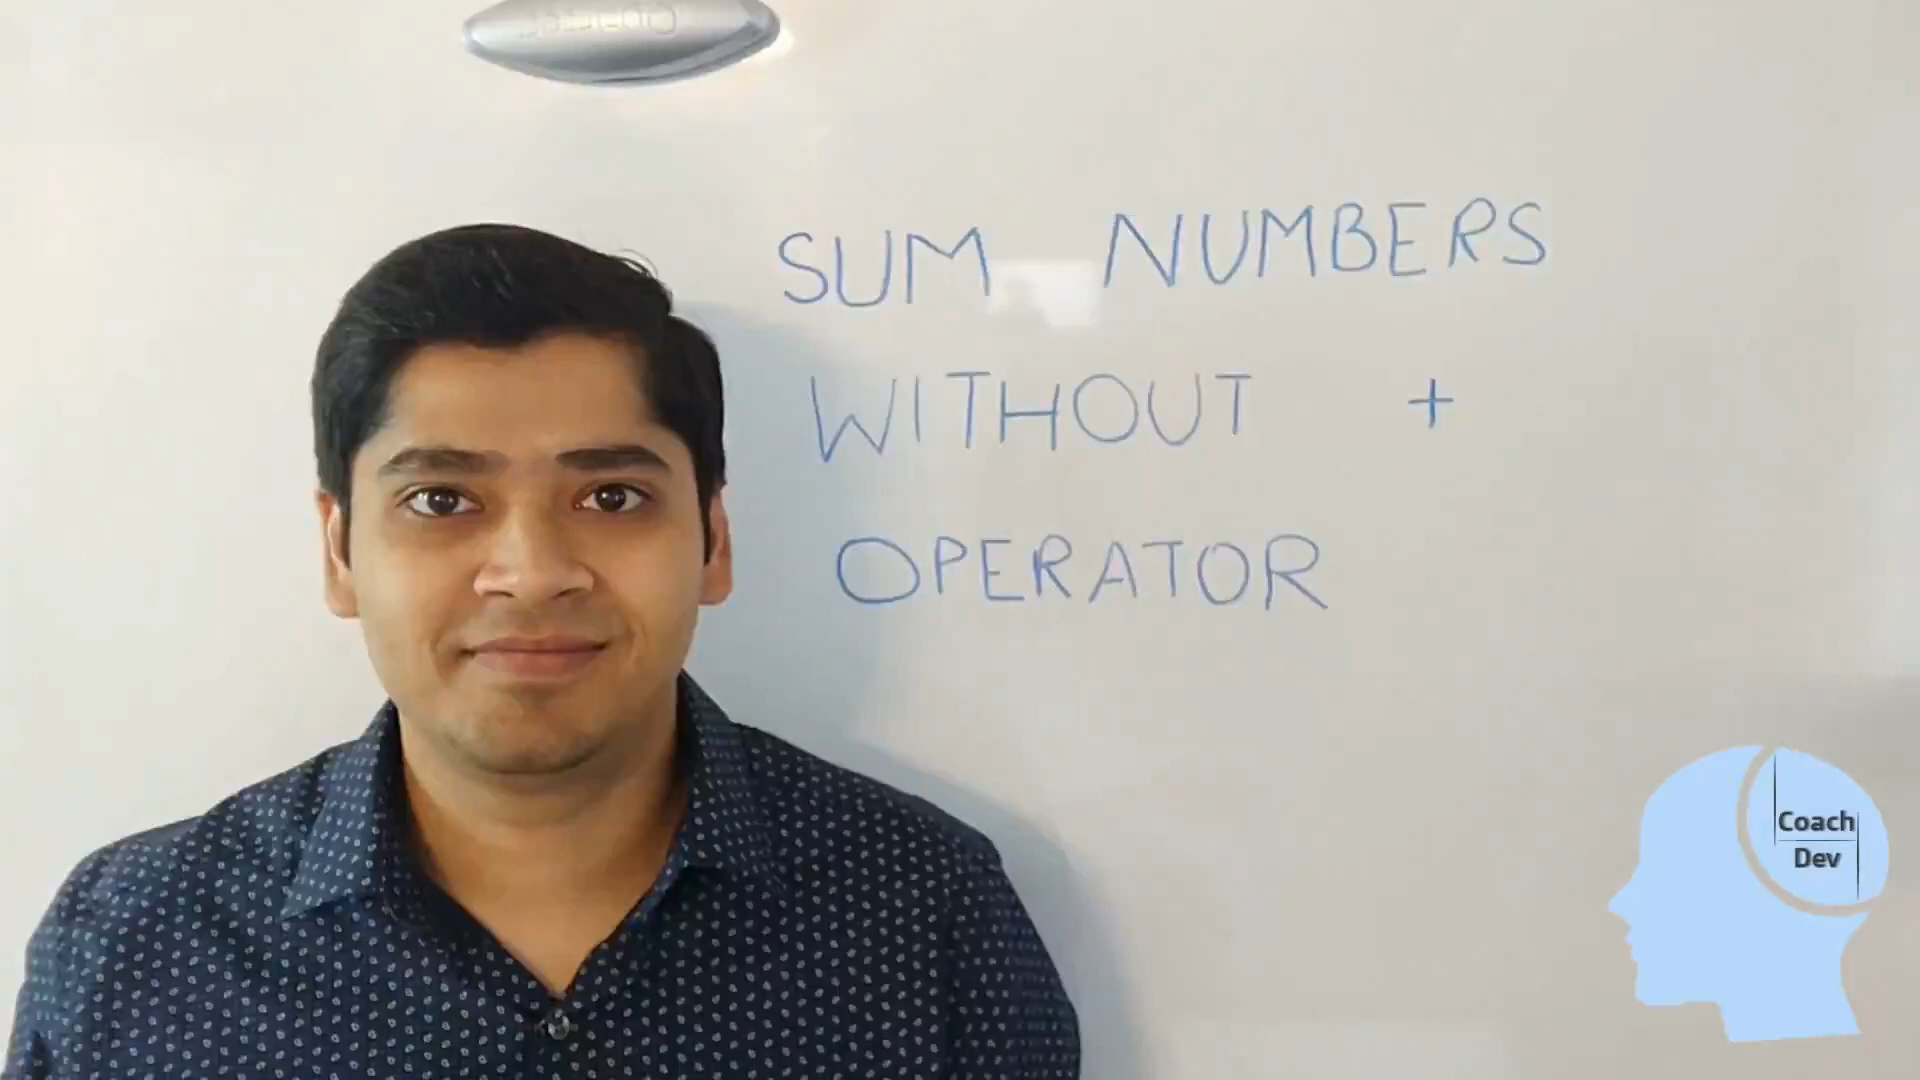 SUM NUMBERS
WITHOUT +
OPERATOR
Coach
Dev